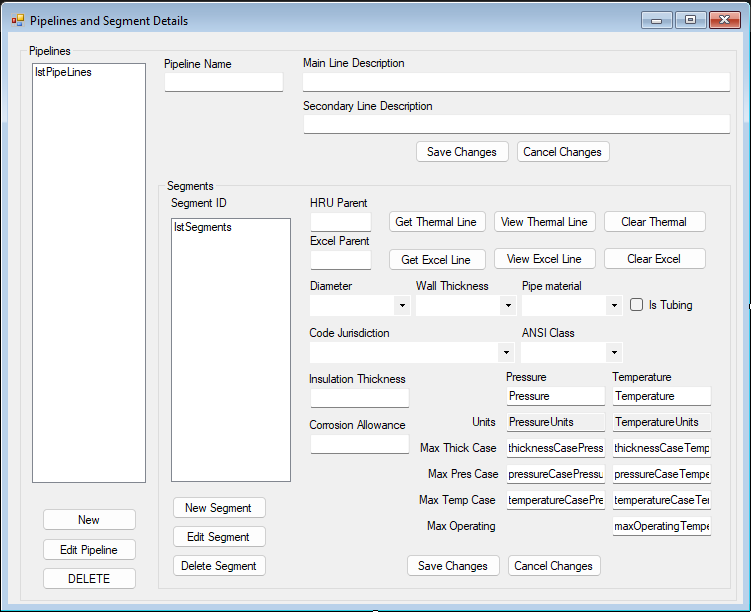 Pipelines and Segment Details
Pipelines
lstPipeLines
Pipeline Name
Main Line Description
Secondary Line Description
Save Changes
Cancel Changes
Segments
Segment ID
lstSegments
HRU Parent
Get Thermal Line
View Thermal Line
Clear Thermal
Excel Parent
Get Excel Line
View Excel Line
Clear Excel
Diameter
Wall Thickness
Pipe material
Is Tubing
Code Jurisdiction
ANSI Class
Insulation Thickness
Corrosion Allowance
Pressure
Temperature
Pressure
Temperature
Units
PressureUnits
TemperatureUnits
Max Thick Case
thicknessCasePress
thicknessCaseTemp
Max Pres Case
pressureCasePressu
pressureCaseTempe
Max Temp Case
temperatureCasePre
temperatureCaseTe
Max Operating
maxOperatingTempe
New
Edit Pipeline
DELETE
New Segment
Edit Segment
Delete Segment
Save Changes
Cancel Changes